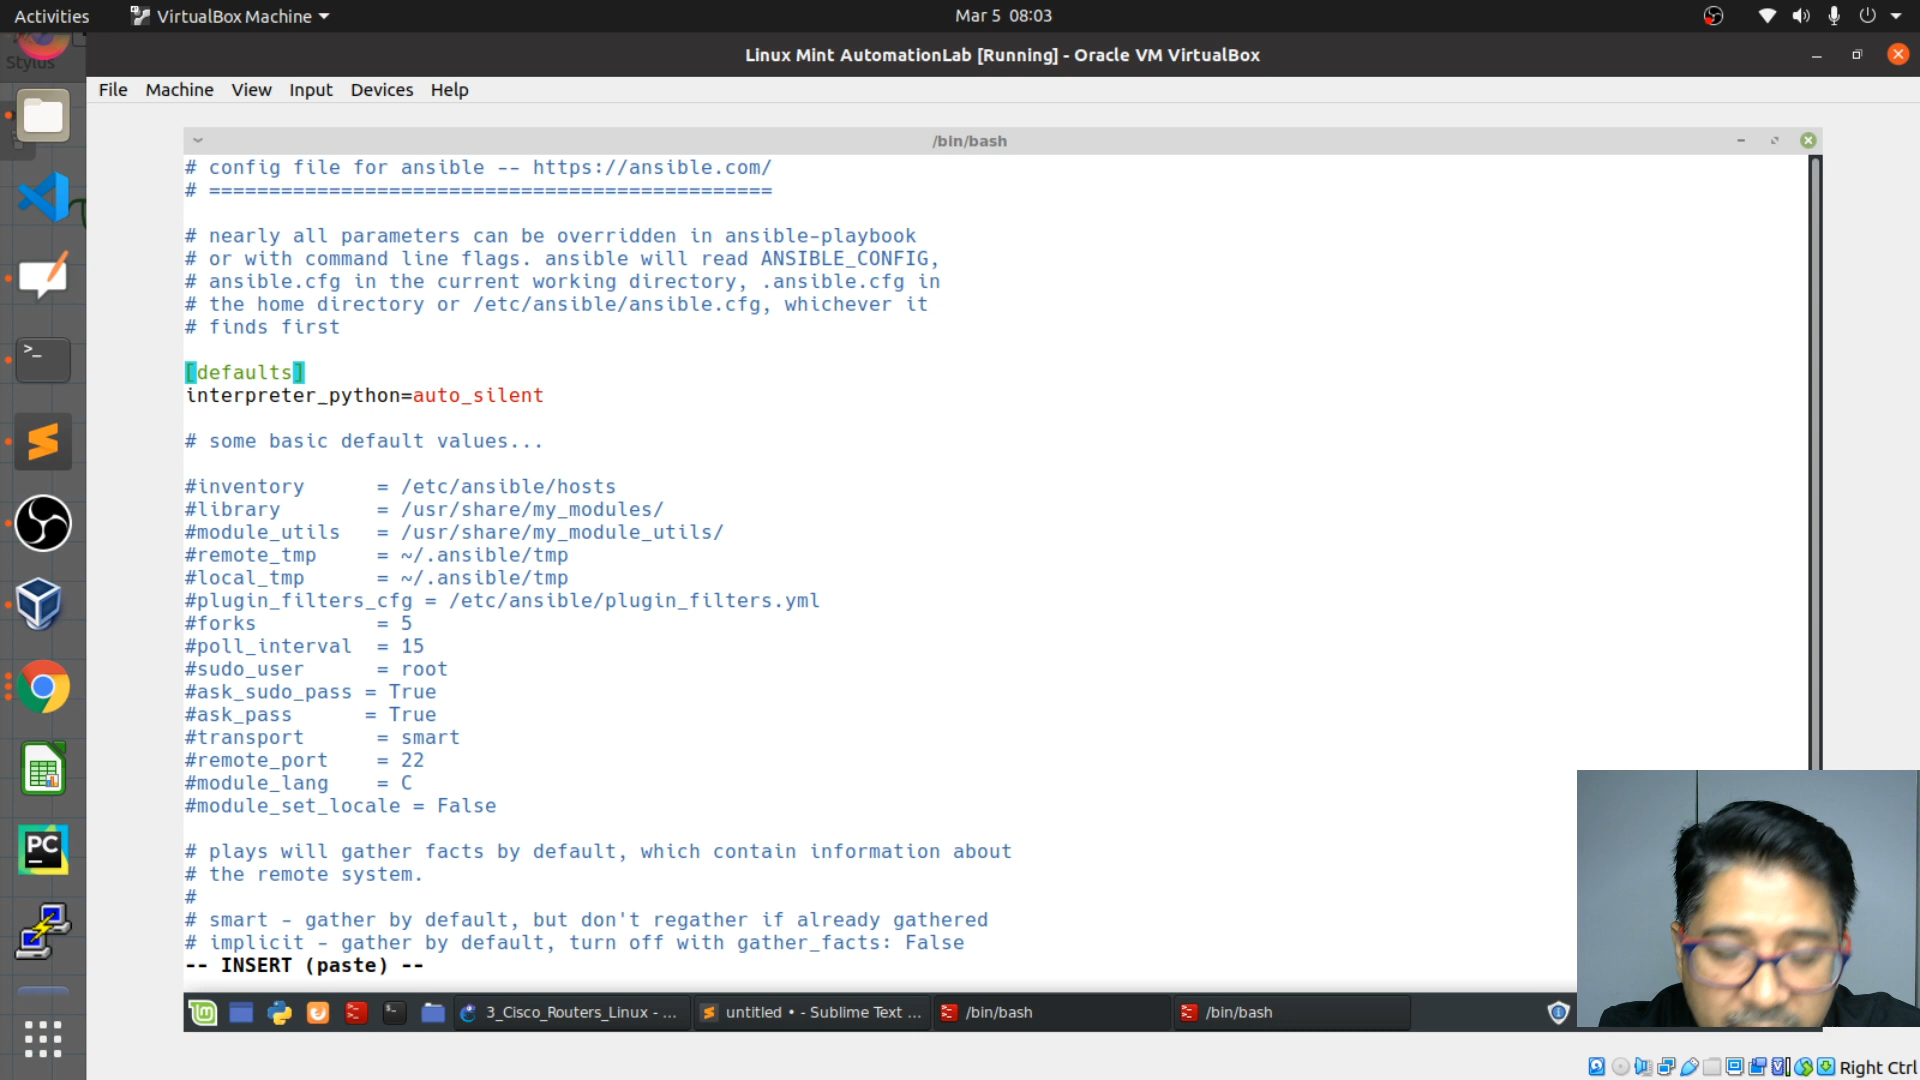 Activities
VirtualBox Machine
Mar 5 08:03
Stylus
Linux Mint AutomationLab [Running] - Oracle VM VirtualBox
File Machine View Input Devices Help
/bin/bash
# config file for ansible -- https://ansible.com/
# ===============================================
# nearly all parameters can be overridden in ansible-playbook
# or with command line flags. ansible will read ANSIBLE_CONFIG,
# ansible.cfg in the current working directory, .ansible.cfg in
# the home directory or /etc/ansible/ansible.cfg, whichever it
# finds first
[defaults]
interpreter_python=auto_silent
# some basic default values...
#inventory      = /etc/ansible/hosts
#library        = /usr/share/my_modules/
#module_utils   = /usr/share/my_module_utils/
#remote_tmp     = ~/.ansible/tmp
#local_tmp      = ~/.ansible/tmp
#plugin_filters_cfg = /etc/ansible/plugin_filters.yml
#forks          = 5
#poll_interval  = 15
#sudo_user      = root
#ask_sudo_pass = True
#ask_pass      = True
#transport      = smart
#remote_port    = 22
#module_lang    = C
#module_set_locale = False
# plays will gather facts by default, which contain information about
# the remote system.
#
# smart - gather by default, but don't regather if already gathered
# implicit - gather by default, turn off with gather_facts: False
-- INSERT (paste) --
PC
3_Cisco_Routers_Linux - ...
untitled • - Sublime Text ...
/bin/bash
/bin/bash
Right Ctrl